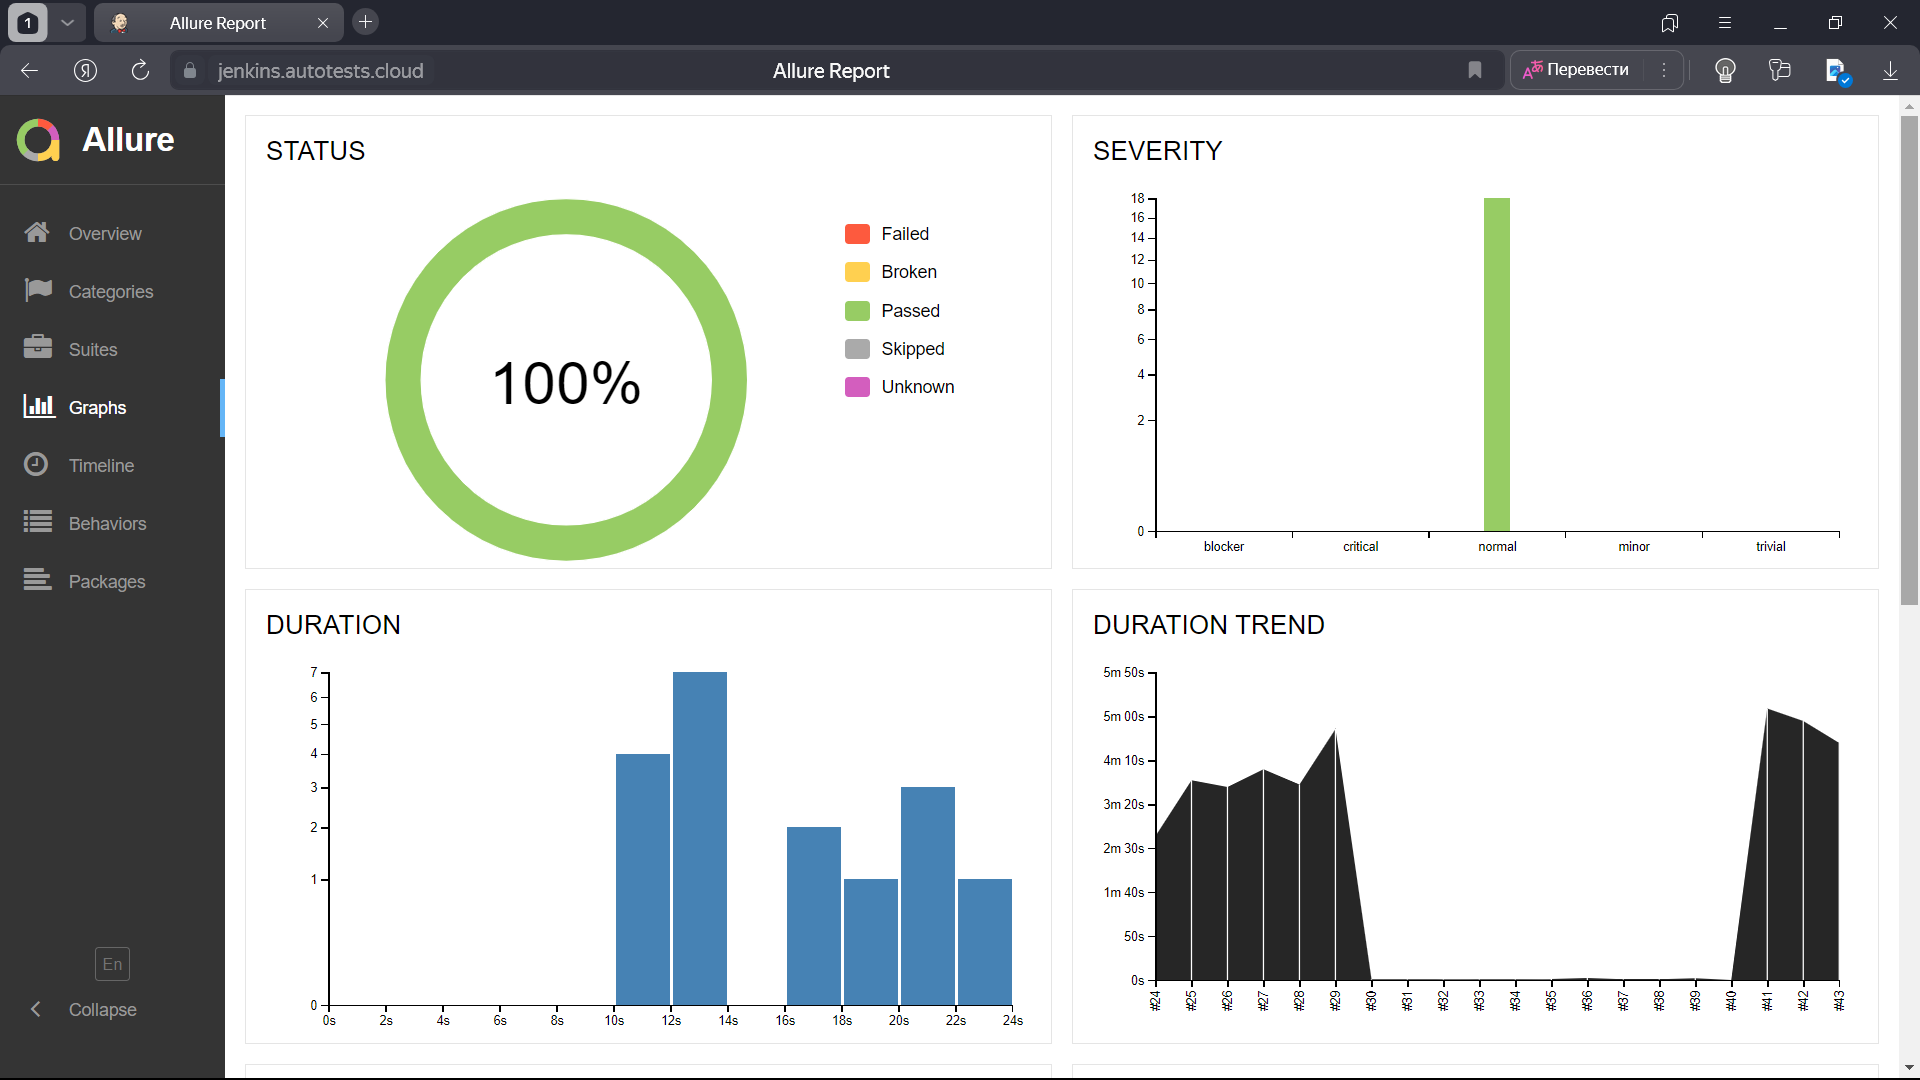 1
Allure Report
jenkins.autotests.cloud
Allure Report
Перевести
Allure
Overview
Categories
Suites
Graphs
Timeline
Behaviors
Packages
En
Collapse
STATUS
100%
Failed
Broken
Passed
Skipped
Unknown
SEVERITY
18
16
14
12
10
8
6
4
2
0
blocker critical normal minor trivial
DURATION
7
6
5
4
3
2
1
0
0s 2s 4s 6s 8s 10s 12s 14s 16s 18s 20s 22s 24s
DURATION TREND
5m 50s
5m 00s
4m 10s
3m 20s
2m 30s
1m 40s
50s
0s
#24 #25 #26 #27 #28 #29 #30 #31 #32 #33 #34 #35 #36 #37 #38 #39 #40 #41 #42 #43